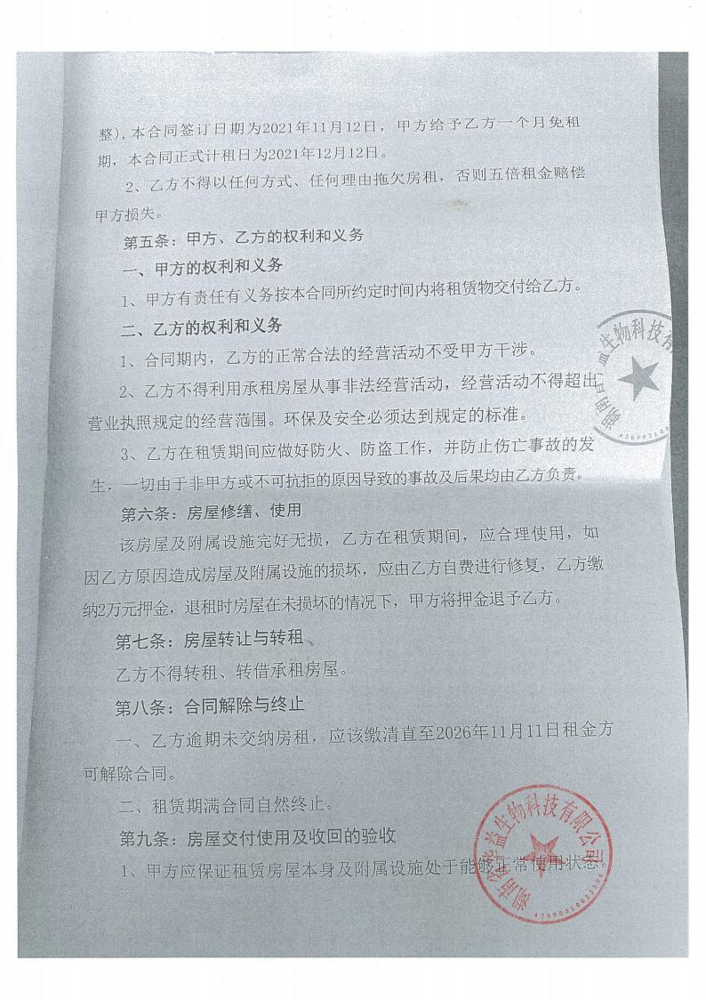 整），本合同签订日期为2021年11月12日，甲方给予乙方一个月免租
期，本合同正式计租日为2021年12月12日。
2、乙方不得以任何方式、任何理由拖欠房租，否则五倍租金赔偿
甲方损失。
第五条：甲方、乙方的权利和义务
一、甲方的权利和义务
1、甲方有责任有义务按本合同所约定时间内将租赁物交付给乙方。
二、乙方的权利和义务
1、合同期内，乙方的正常合法的经营活动不受甲方干涉。
2、乙方不得利用承租房屋从事非法经营活动，经营活动不得超出
营业执照规定的经营范围。环保及安全必须达到规定的标准。
3、乙方在租赁期间应做好防火、防盗工作，并防止伤亡事故的发
生，一切由于非甲方或不可抗拒的原因导致的事故及后果均由乙方负责。
益生物科技有
第六条：房屋修缮、使用
该房屋及附属设施完好无损，乙方在租赁期间，应合理使用，如
因乙方原因造成房屋及附属设施的损坏，应由乙方自费进行修复，乙方缴
纳2万元押金，退租时房屋在未损坏的情况下，甲方将押金退予乙方。
第七条：房屋转让与转租、
乙方不得转租、转借承租房屋。
第八条：合同解除与终止
一、乙方逾期未交纳房租，应该缴清直至2026年11月11日租金方
可解除合同。
二、租赁期满合同自然终止。
第九条：房屋交付使用及收回的验收
1、甲方应保证租赁房屋本身及附属设施处于能够正常使用状态。
华益生物科技有限公司